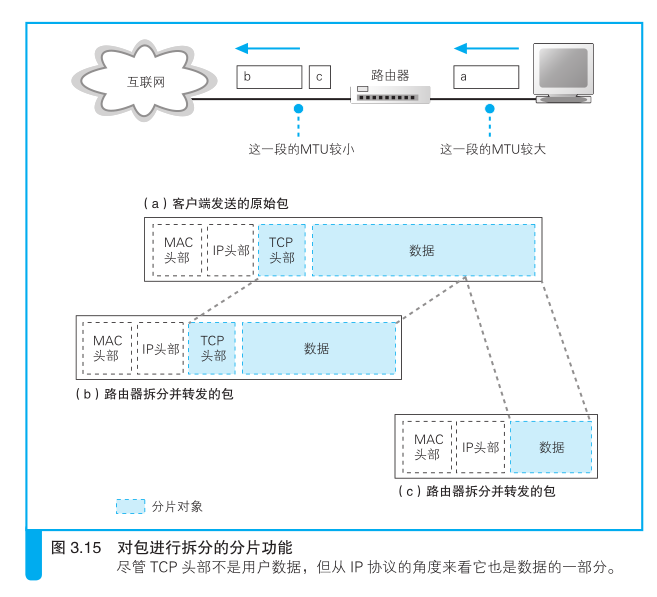 互联网
b
c
路由器
a
这一段的MTU较小
这一段的MTU较大
（a）客户端发送的原始包
MAC
头部
IP头部
TCP
头部
数据
MAC
头部
IP头部
TCP
头部
数据
（b）路由器拆分并转发的包
MAC
头部
IP头部
数据
（c）路由器拆分并转发的包
分片对象
图 3.15 对包进行拆分的分片功能
尽管 TCP 头部不是用户数据，但从 IP 协议的角度来看它也是数据的一部分。